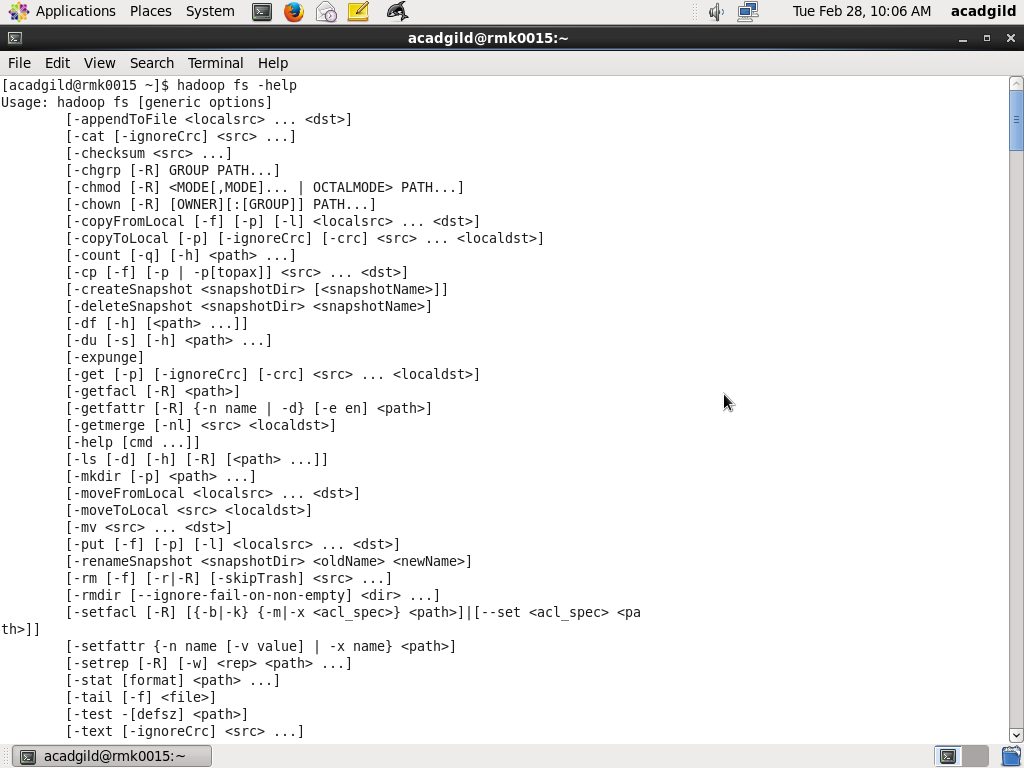 Applications Places System Tue Feb 28, 10:06 AM acadgild
acadgild@rmk0015:~
File Edit View Search Terminal Help
[acadgild@rmk0015 ~]$ hadoop fs -help
Usage: hadoop fs [generic options]
[-appendToFile <localsrc> ... <dst>]
[-cat [-ignoreCrc] <src> ...]
[-checksum <src> ...]
[-chgrp [-R] GROUP PATH...]
[-chmod [-R] <MODE[,MODE]... | OCTALMODE> PATH...]
[-chown [-R] [OWNER][:[GROUP]] PATH...]
[-copyFromLocal [-f] [-p] [-l] <localsrc> ... <dst>]
[-copyToLocal [-p] [-ignoreCrc] [-crc] <src> ... <localdst>]
[-count [-q] [-h] <path> ...]
[-cp [-f] [-p | -p[topax]] <src> ... <dst>]
[-createSnapshot <snapshotDir> [<snapshotName>]]
[-deleteSnapshot <snapshotDir> <snapshotName>]
[-df [-h] [<path> ...]]
[-du [-s] [-h] <path> ...]
[-expunge]
[-get [-p] [-ignoreCrc] [-crc] <src> ... <localdst>]
[-getfacl [-R] <path>]
[-getfattr [-R] {-n name | -d} [-e en] <path>]
[-getmerge [-nl] <src> <localdst>]
[-help [cmd ...]]
[-ls [-d] [-h] [-R] [<path> ...]]
[-mkdir [-p] <path> ...]
[-moveFromLocal <localsrc> ... <dst>]
[-moveToLocal <src> <localdst>]
[-mv <src> ... <dst>]
[-put [-f] [-p] [-l] <localsrc> ... <dst>]
[-renameSnapshot <snapshotDir> <oldName> <newName>]
[-rm [-f] [-r|-R] [-skipTrash] <src> ...]
[-rmdir [--ignore-fail-on-non-empty] <dir> ...]
[-setfacl [-R] [{-b|-k} {-m|-x <acl_spec>} <path>]|[--set <acl_spec> <pa
th>]]
[-setfattr {-n name [-v value] | -x name} <path>]
[-setrep [-R] [-w] <rep> <path> ...]
[-stat [format] <path> ...]
[-tail [-f] <file>]
[-test -[defsz] <path>]
[-text [-ignoreCrc] <src> ...]
acadgild@rmk0015:~